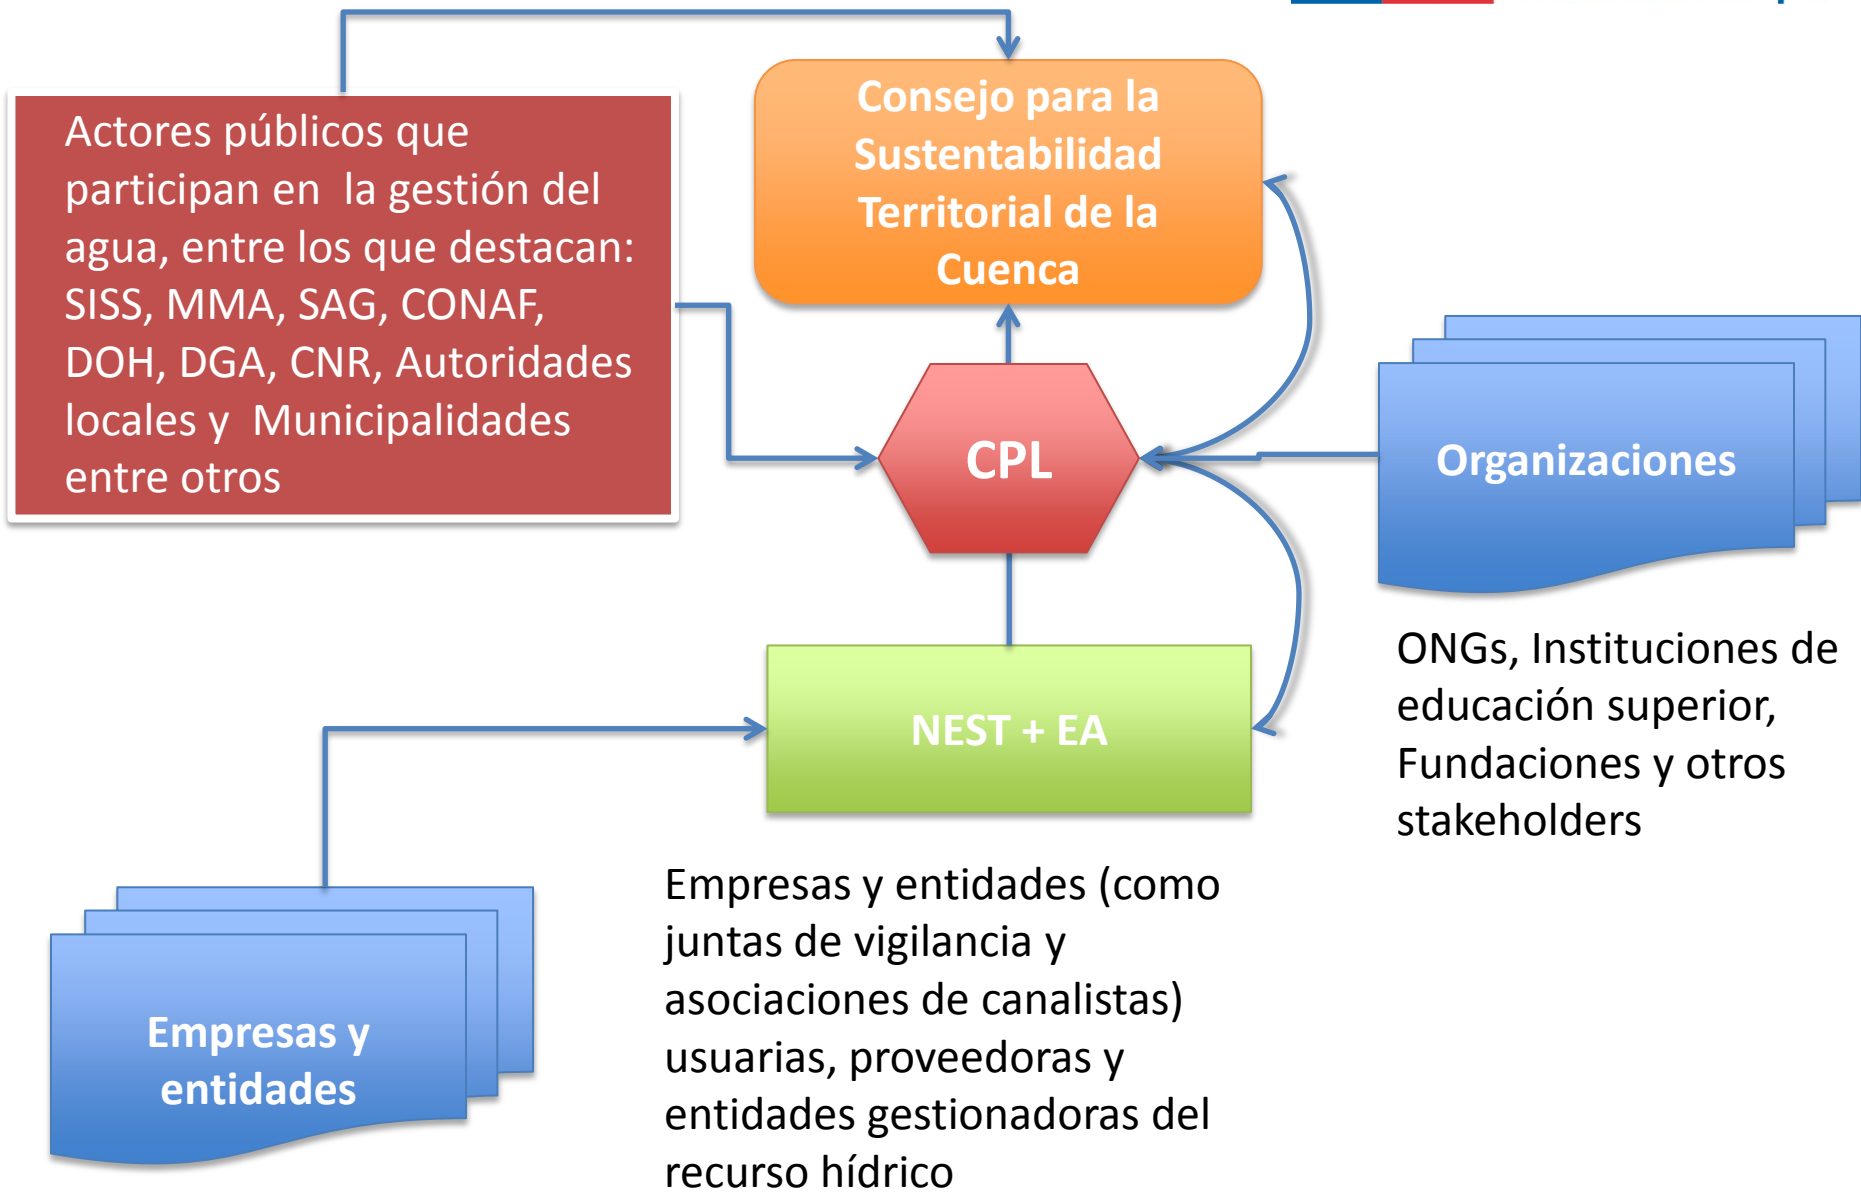 Consejo para la
Sustentabilidad
Territorial de la
Cuenca
Actores públicos que
participan en la gestión del
agua, entre los que destacan:
SISS, MMA, SAG, CONAF,
DOH, DGA, CNR, Autoridades
locales y Municipalidades
entre otros
CPL
Organizaciones
ONGs, Instituciones de
educación superior,
Fundaciones y otros
stakeholders
NEST + EA
Empresas y entidades (como
juntas de vigilancia y
asociaciones de canalistas)
usuarias, proveedoras y
entidades gestionadoras del
recurso hídrico
Empresas y
entidades